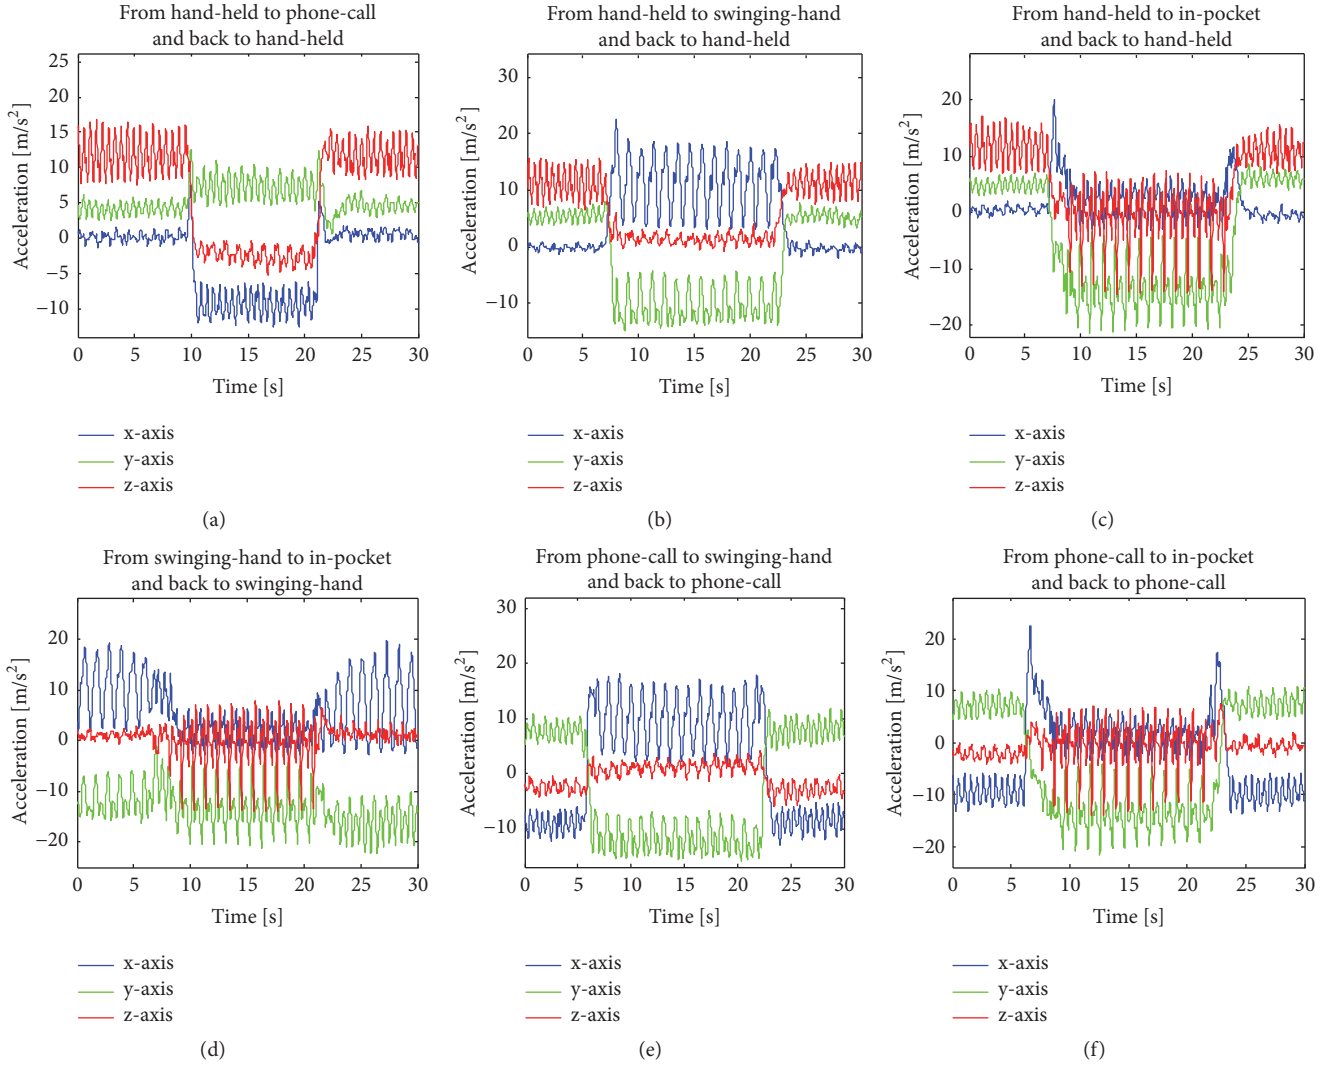 From hand-held to phone-call
and back to hand-held
25
20
15
10
5
0
−5
−10
Acceleration [m/s2]
0 5 10 15 20 25 30
Time [s]
x-axis
y-axis
z-axis
(a)
From hand-held to swinging-hand
and back to hand-held
30
20
10
0
−10
Acceleration [m/s2]
0 5 10 15 20 25 30
Time [s]
x-axis
y-axis
z-axis
(b)
From hand-held to in-pocket
and back to hand-held
20
10
0
−10
−20
Acceleration [m/s2]
0 5 10 15 20 25 30
Time [s]
x-axis
y-axis
z-axis
(c)
From swinging-hand to in-pocket
and back to swinging-hand
20
10
0
−10
−20
Acceleration [m/s2]
0 5 10 15 20 25 30
Time [s]
x-axis
y-axis
z-axis
(d)
From phone-call to swinging-hand
and back to phone-call
30
20
10
0
−10
Acceleration [m/s2]
0 5 10 15 20 25 30
Time [s]
x-axis
y-axis
z-axis
(e)
From phone-call to in-pocket
and back to phone-call
20
10
0
−10
−20
Acceleration [m/s2]
0 5 10 15 20 25 30
Time [s]
x-axis
y-axis
z-axis
(f)